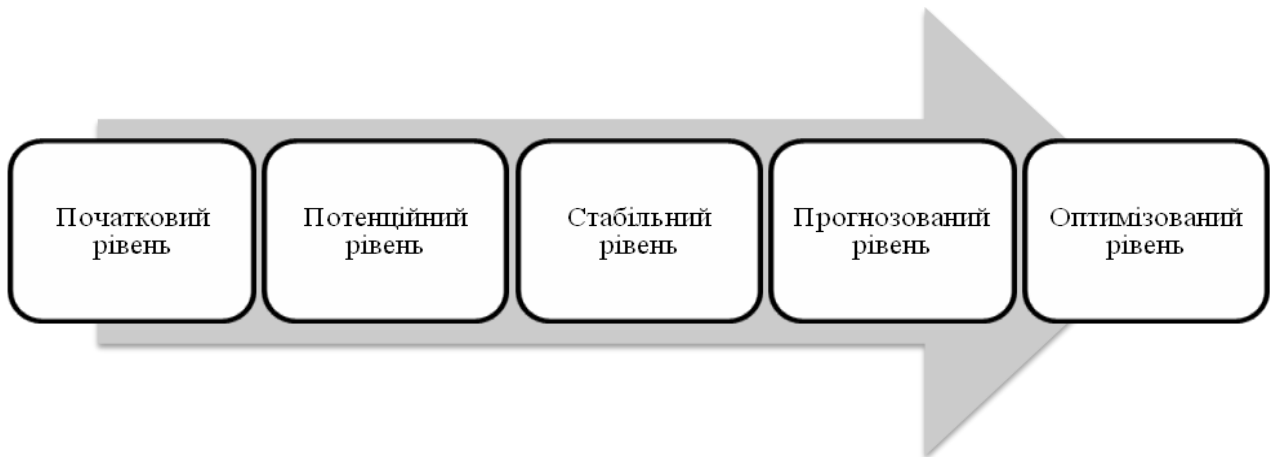 Початковий
рівень
Потенційний
рівень
Стабільний
рівень
Прогнозований
рівень
Оптимізований
рівень